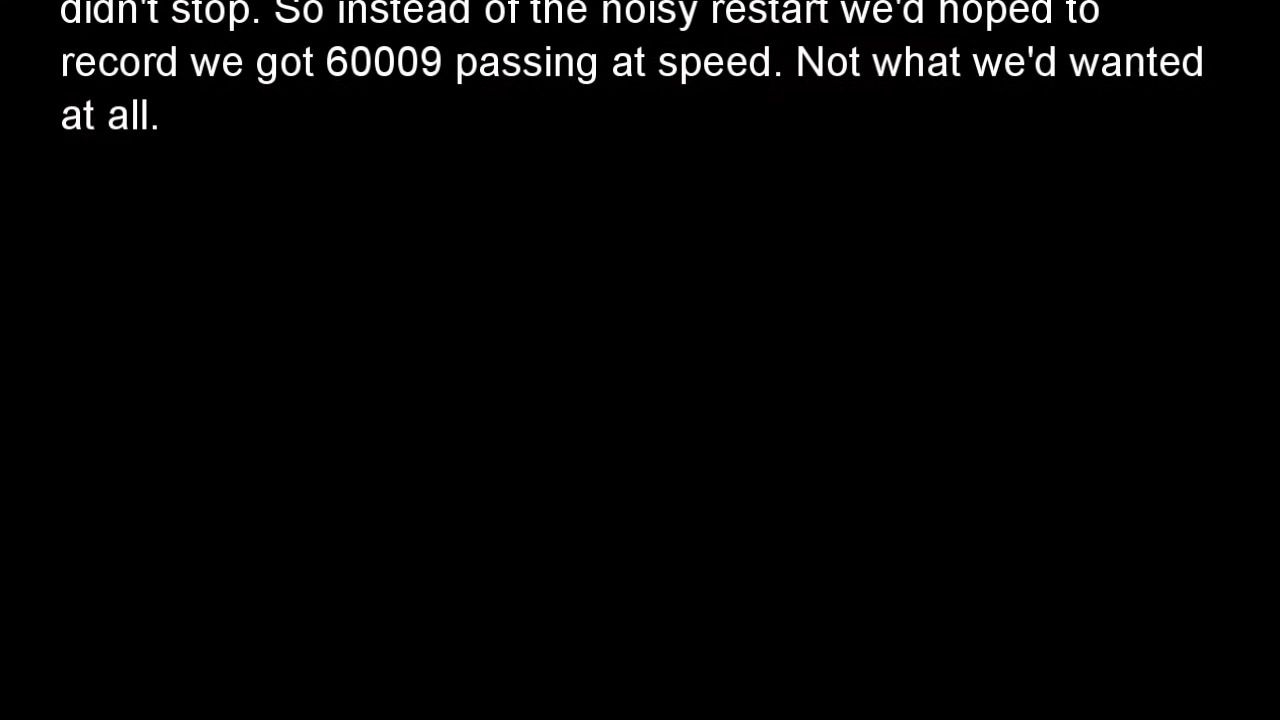 didn't stop. So instead of the noisy restart we'd hoped to
record we got 60009 passing at speed. Not what we'd wanted
at all.